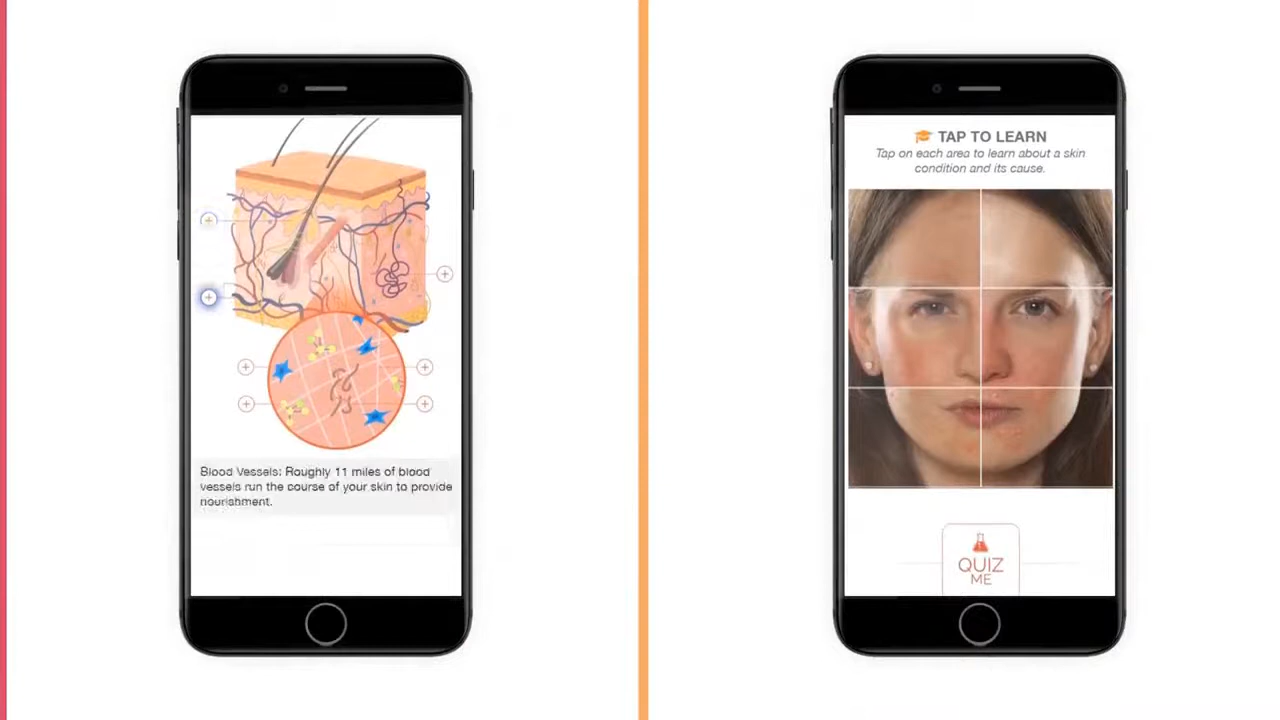 Blood Vessels: Roughly 11 miles of blood
vessels run the course of your skin to provide
nourishment.
TAP TO LEARN
Tap on each area to learn about a skin
condition and its cause.
QUIZ
ME